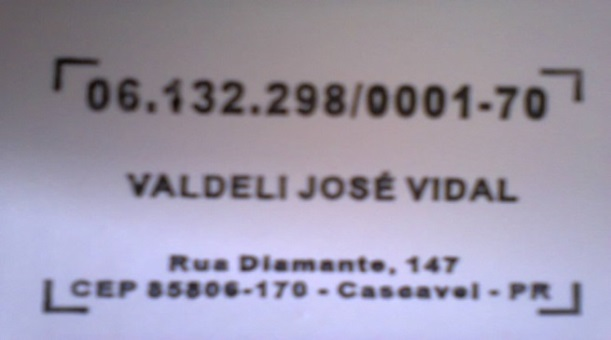 06.132.298/0001-70
VALDELI JOSÉ VIDAL
Rua Diamante, 147
CEP 85806-170 - Cascavel - PR